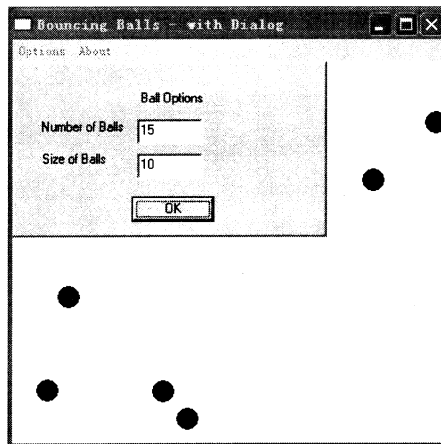 Bouncing Balls - with Dialog
Options About
Ball Options
Number of Balls 15
Size of Balls 10
OK